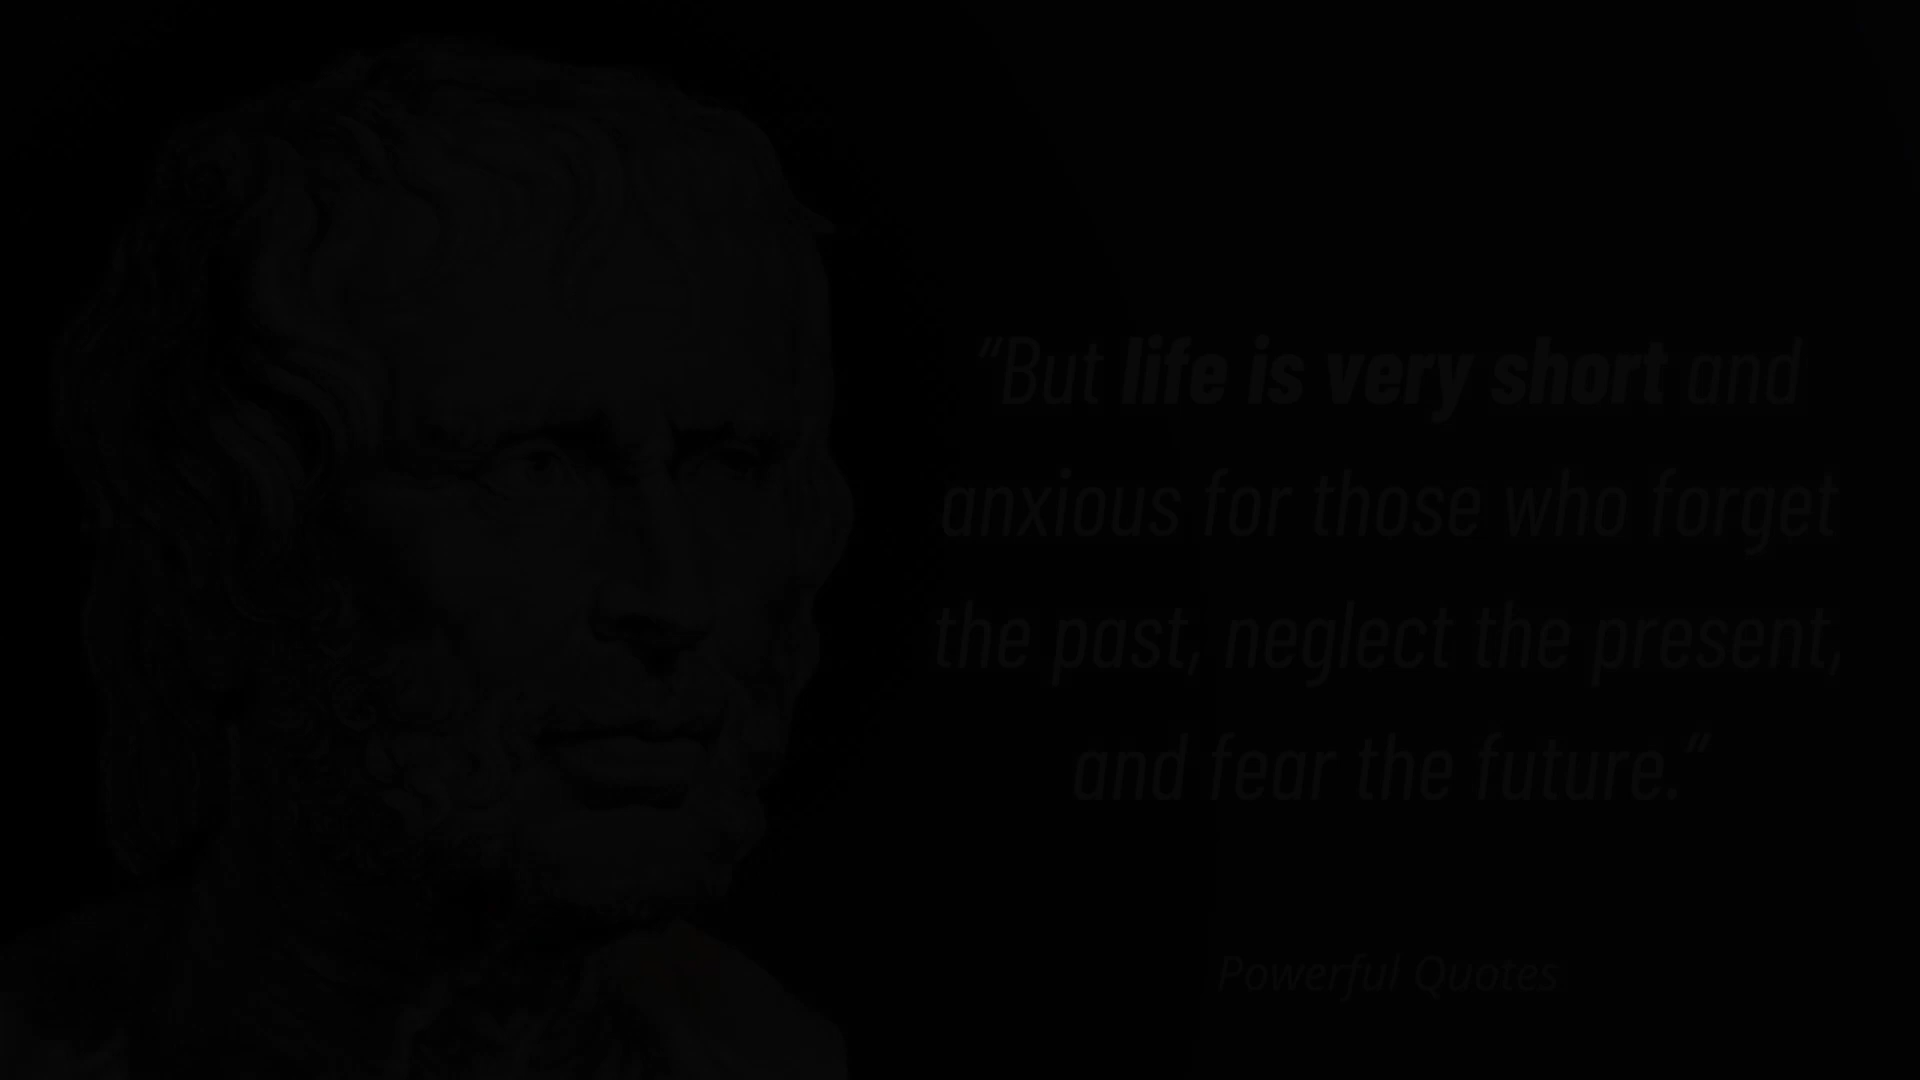 “But life is very short and
anxious for those who forget
the past, neglect the present,
and fear the future.”
Powerful Quotes